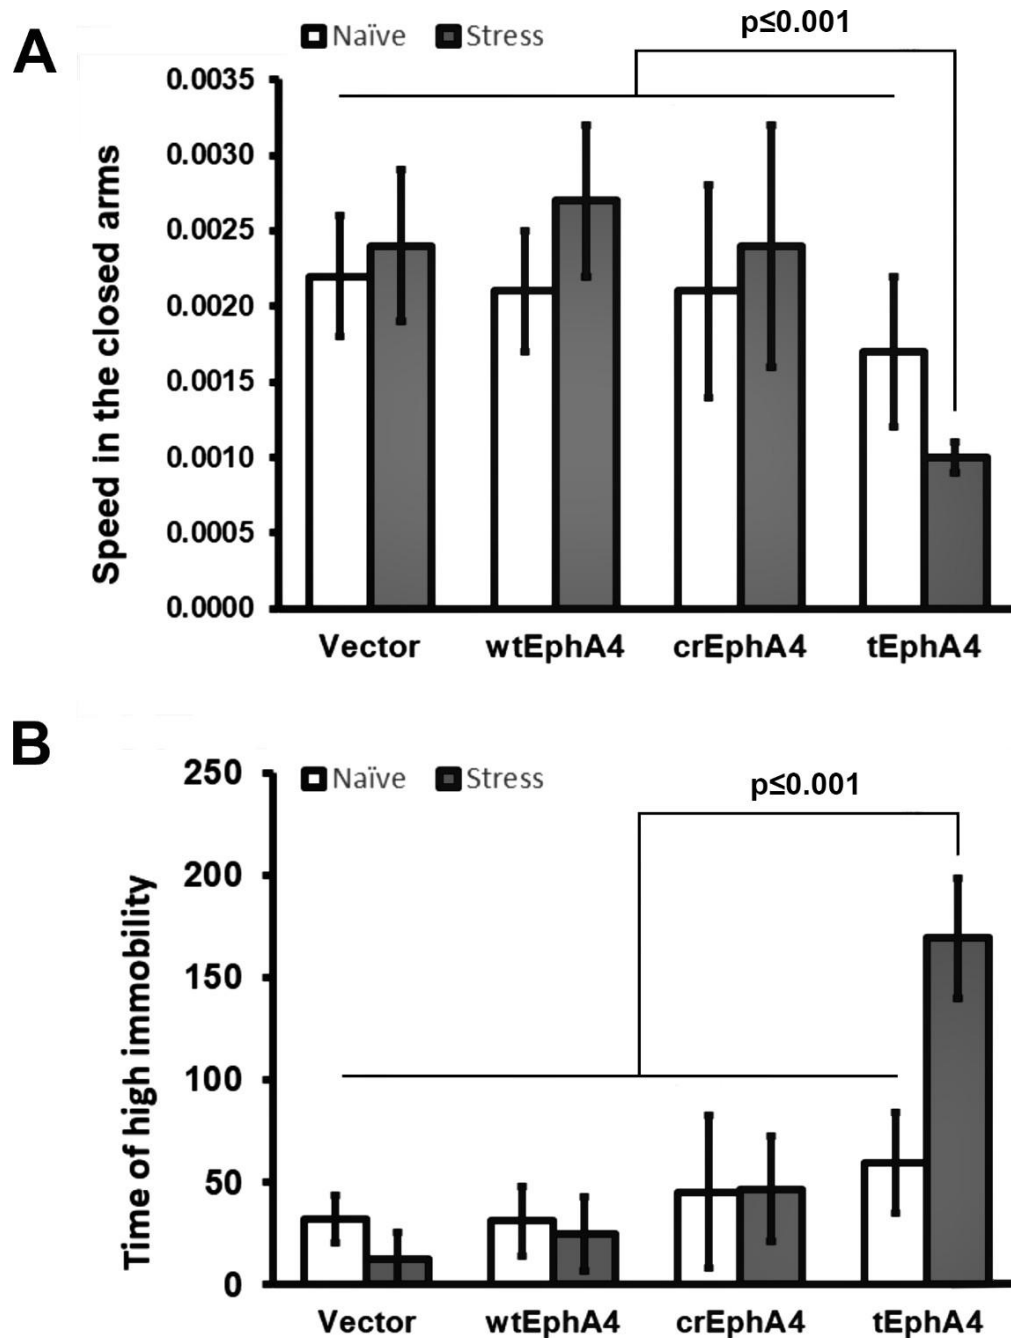 A
Naïve Stress
p≤0.001
Speed in the closed arms
0.0035
0.0030
0.0025
0.0020
0.0015
0.0010
0.0005
0.0000
Vector wtEphA4 crEphA4 tEphA4
B
Naïve Stress
p≤0.001
Time of high immobility
250
200
150
100
50
0
Vector wtEphA4 crEphA4 tEphA4